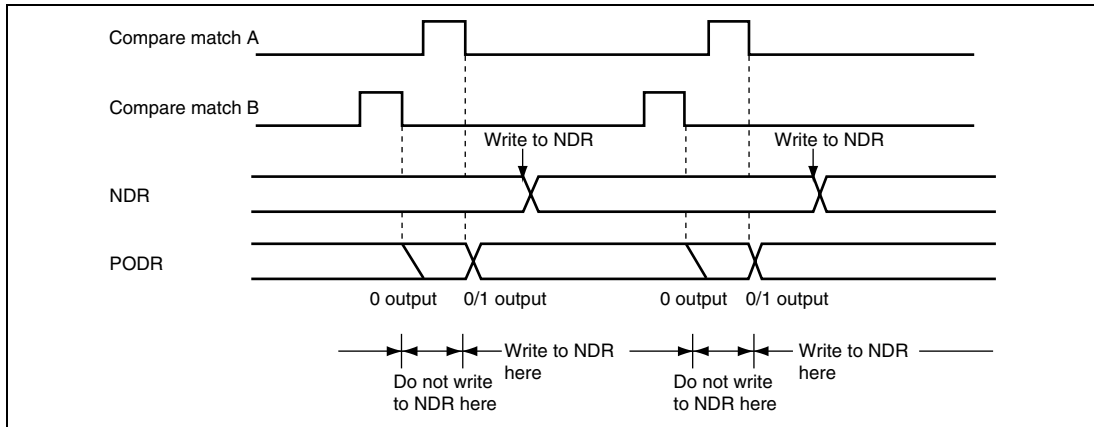 Compare match A
Compare match B
Write to NDR Write to NDR
NDR
PODR
0 output 0/1 output 0 output 0/1 output
Write to NDR here Write to NDR here
Do not write to NDR here Do not write to NDR here